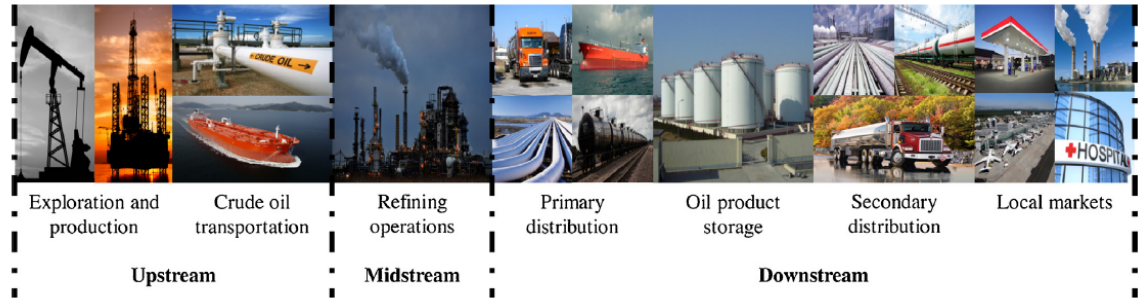 CRUDE OIL →
HOSPITAL
Exploration and
production
Crude oil
transportation
Refining
operations
Primary
distribution
Oil product
storage
Secondary
distribution
Local markets
Upstream
Midstream
Downstream